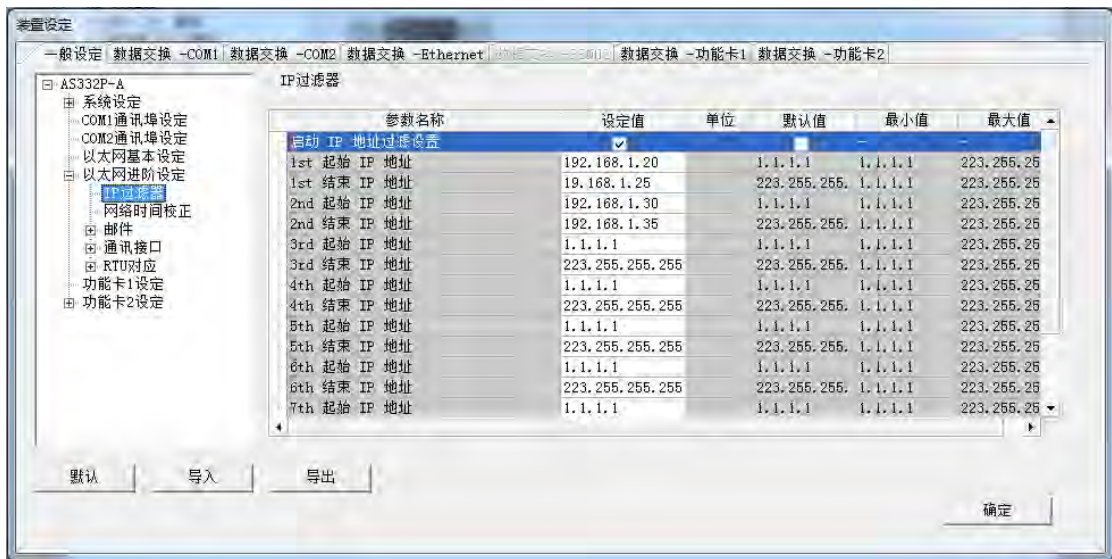 装置设定
一般设定 数据交换 -COM1 数据交换 -COM2 数据交换 -Ethernet 数据交换 -功能卡1 数据交换 -功能卡2
AS332P-A
系统设定
COM1通讯埠设定
COM2通讯埠设定
以太网基本设定
以太网进阶设定
IP过滤器
网络时间校正
邮件
通讯接口
RTU对应
功能卡1设定
功能卡2设定
IP过滤器
参数名称 设定值 单位 默认值 最小值 最大值
启动 IP 地址过滤设置 - -
1st 起始 IP 地址 192.168.1.20 1.1.1.1 1.1.1.1 223.255.25
1st 结束 IP 地址 19.168.1.25 223.255.255. 1.1.1.1 223.255.25
2nd 起始 IP 地址 192.168.1.30 1.1.1.1 1.1.1.1 223.255.25
2nd 结束 IP 地址 192.168.1.35 223.255.255. 1.1.1.1 223.255.25
3rd 起始 IP 地址 1.1.1.1 1.1.1.1 1.1.1.1 223.255.25
3rd 结束 IP 地址 223.255.255.255 223.255.255. 1.1.1.1 223.255.25
4th 起始 IP 地址 1.1.1.1 1.1.1.1 1.1.1.1 223.255.25
4th 结束 IP 地址 223.255.255.255 223.255.255. 1.1.1.1 223.255.25
5th 起始 IP 地址 1.1.1.1 1.1.1.1 1.1.1.1 223.255.25
5th 结束 IP 地址 223.255.255.255 223.255.255. 1.1.1.1 223.255.25
6th 起始 IP 地址 1.1.1.1 1.1.1.1 1.1.1.1 223.255.25
6th 结束 IP 地址 223.255.255.255 223.255.255. 1.1.1.1 223.255.25
7th 起始 IP 地址 1.1.1.1 1.1.1.1 1.1.1.1 223.255.25
默认 导入 导出
确定